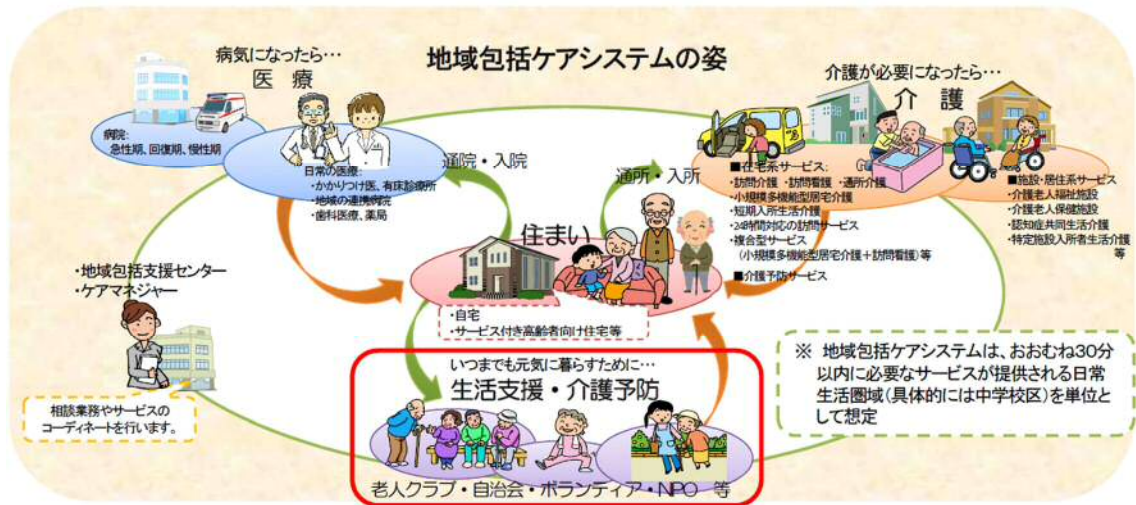 地域包括ケアシステムの姿
病気になったら…
医 療
病院:
急性期、回復期、慢性期
日常の医療:
・かかりつけ医、有床診療所
・地域の連携病院
・歯科医療、薬局
通院・入院
通所・入所
介護が必要になったら…
介 護
■在宅系サービス:
・訪問介護 ・訪問看護 ・通所介護
・小規模多機能型居宅介護
・短期入所生活介護
・24時間対応の訪問サービス
・複合型サービス
（小規模多機能型居宅介護＋訪問看護）等
■介護予防サービス
■施設・居住系サービス
・介護老人福祉施設
・介護老人保健施設
・認知症共同生活介護
・特定施設入所者生活介護
等
住まい
・自宅
・サービス付き高齢者向け住宅等
・地域包括支援センター
・ケアマネジャー
相談業務やサービスの
コーディネートを行います。
いつまでも元気に暮らすために…
生活支援・介護予防
老人クラブ・自治会・ボランティア・NPO 等
※ 地域包括ケアシステムは、おおむね30分
以内に必要なサービスが提供される日常
生活圏域（具体的には中学校区）を単位と
して想定